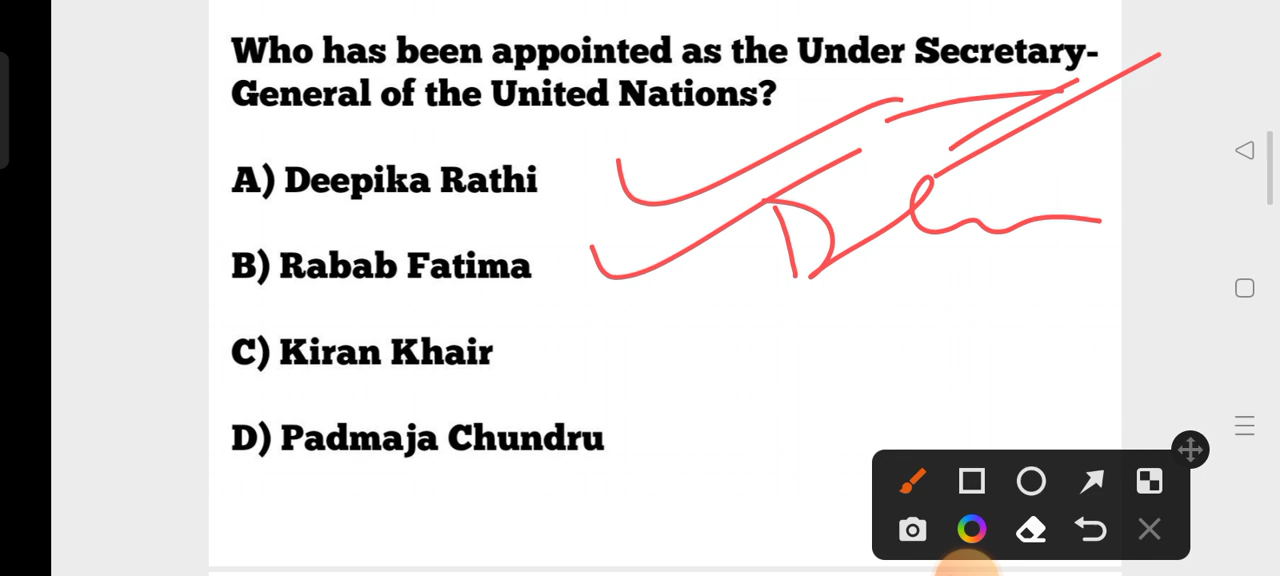 Who has been appointed as the Under Secretary-
General of the United Nations?
A) Deepika Rathi
B) Rabab Fatima
C) Kiran Khair
D) Padmaja Chundru